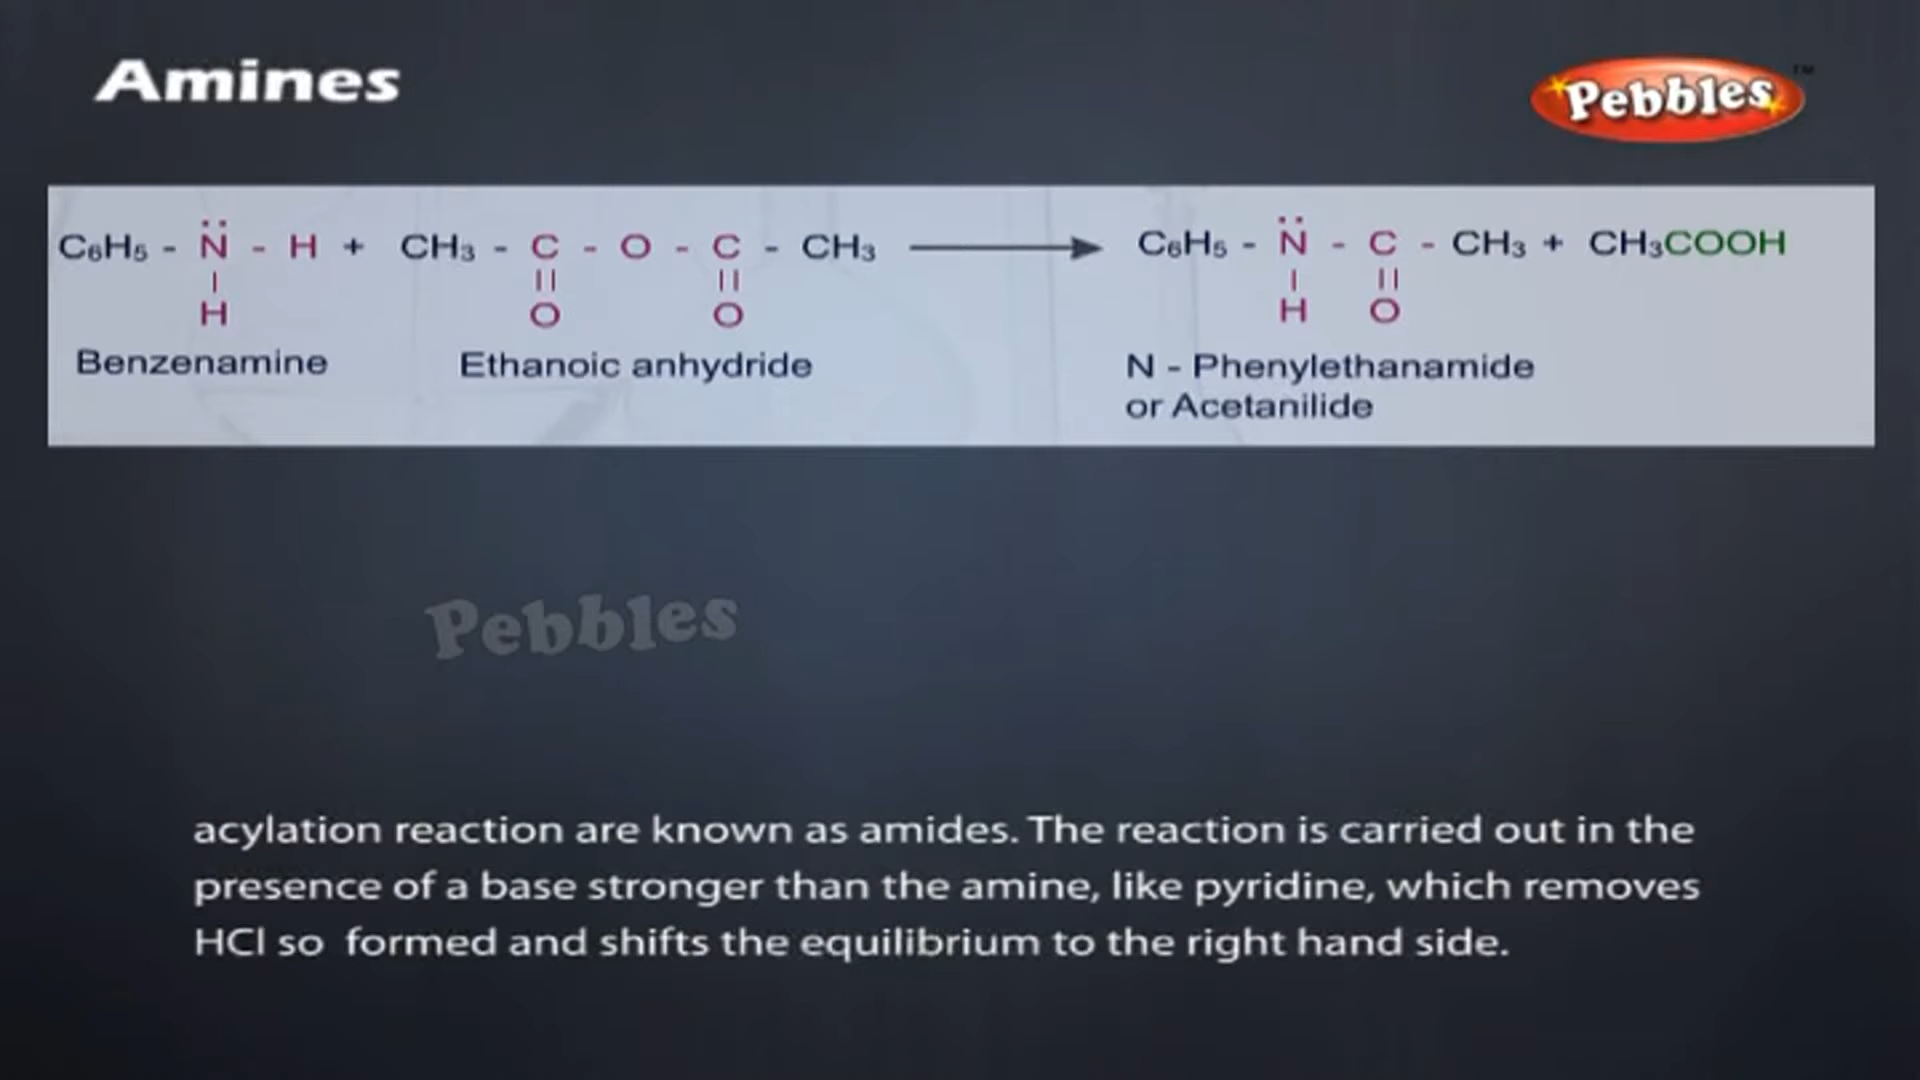 Amines
Pebbles™
C₆H₅ - N̈ - H + CH₃ - C - O - C - CH₃ ⟶ C₆H₅ - N̈ - C - CH₃ + CH₃COOH
| || || | ||
H O O H O
Benzenamine Ethanoic anhydride N - Phenylethanamide
or Acetanilide
Pebbles
acylation reaction are known as amides. The reaction is carried out in the
presence of a base stronger than the amine, like pyridine, which removes
HCl so formed and shifts the equilibrium to the right hand side.